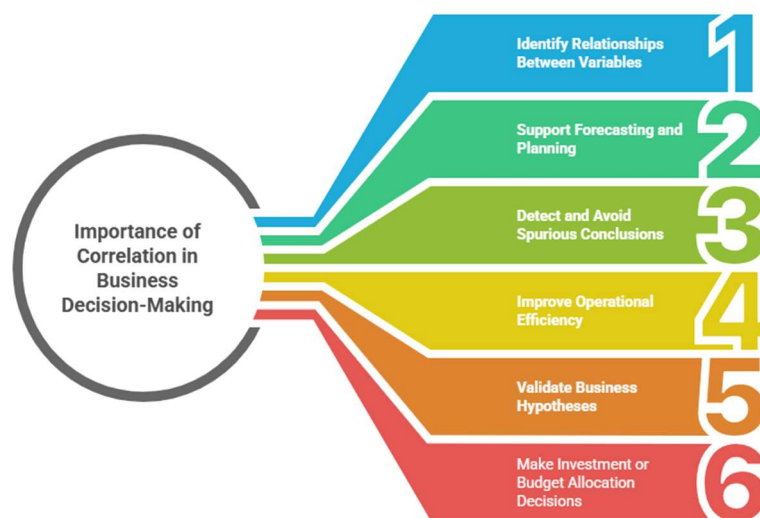 Importance of
Correlation in
Business
Decision-Making
Identify Relationships
Between Variables
1
Support Forecasting and
Planning
2
Detect and Avoid
Spurious Conclusions
3
Improve Operational
Efficiency
4
Validate Business
Hypotheses
5
Make Investment or
Budget Allocation
Decisions
6